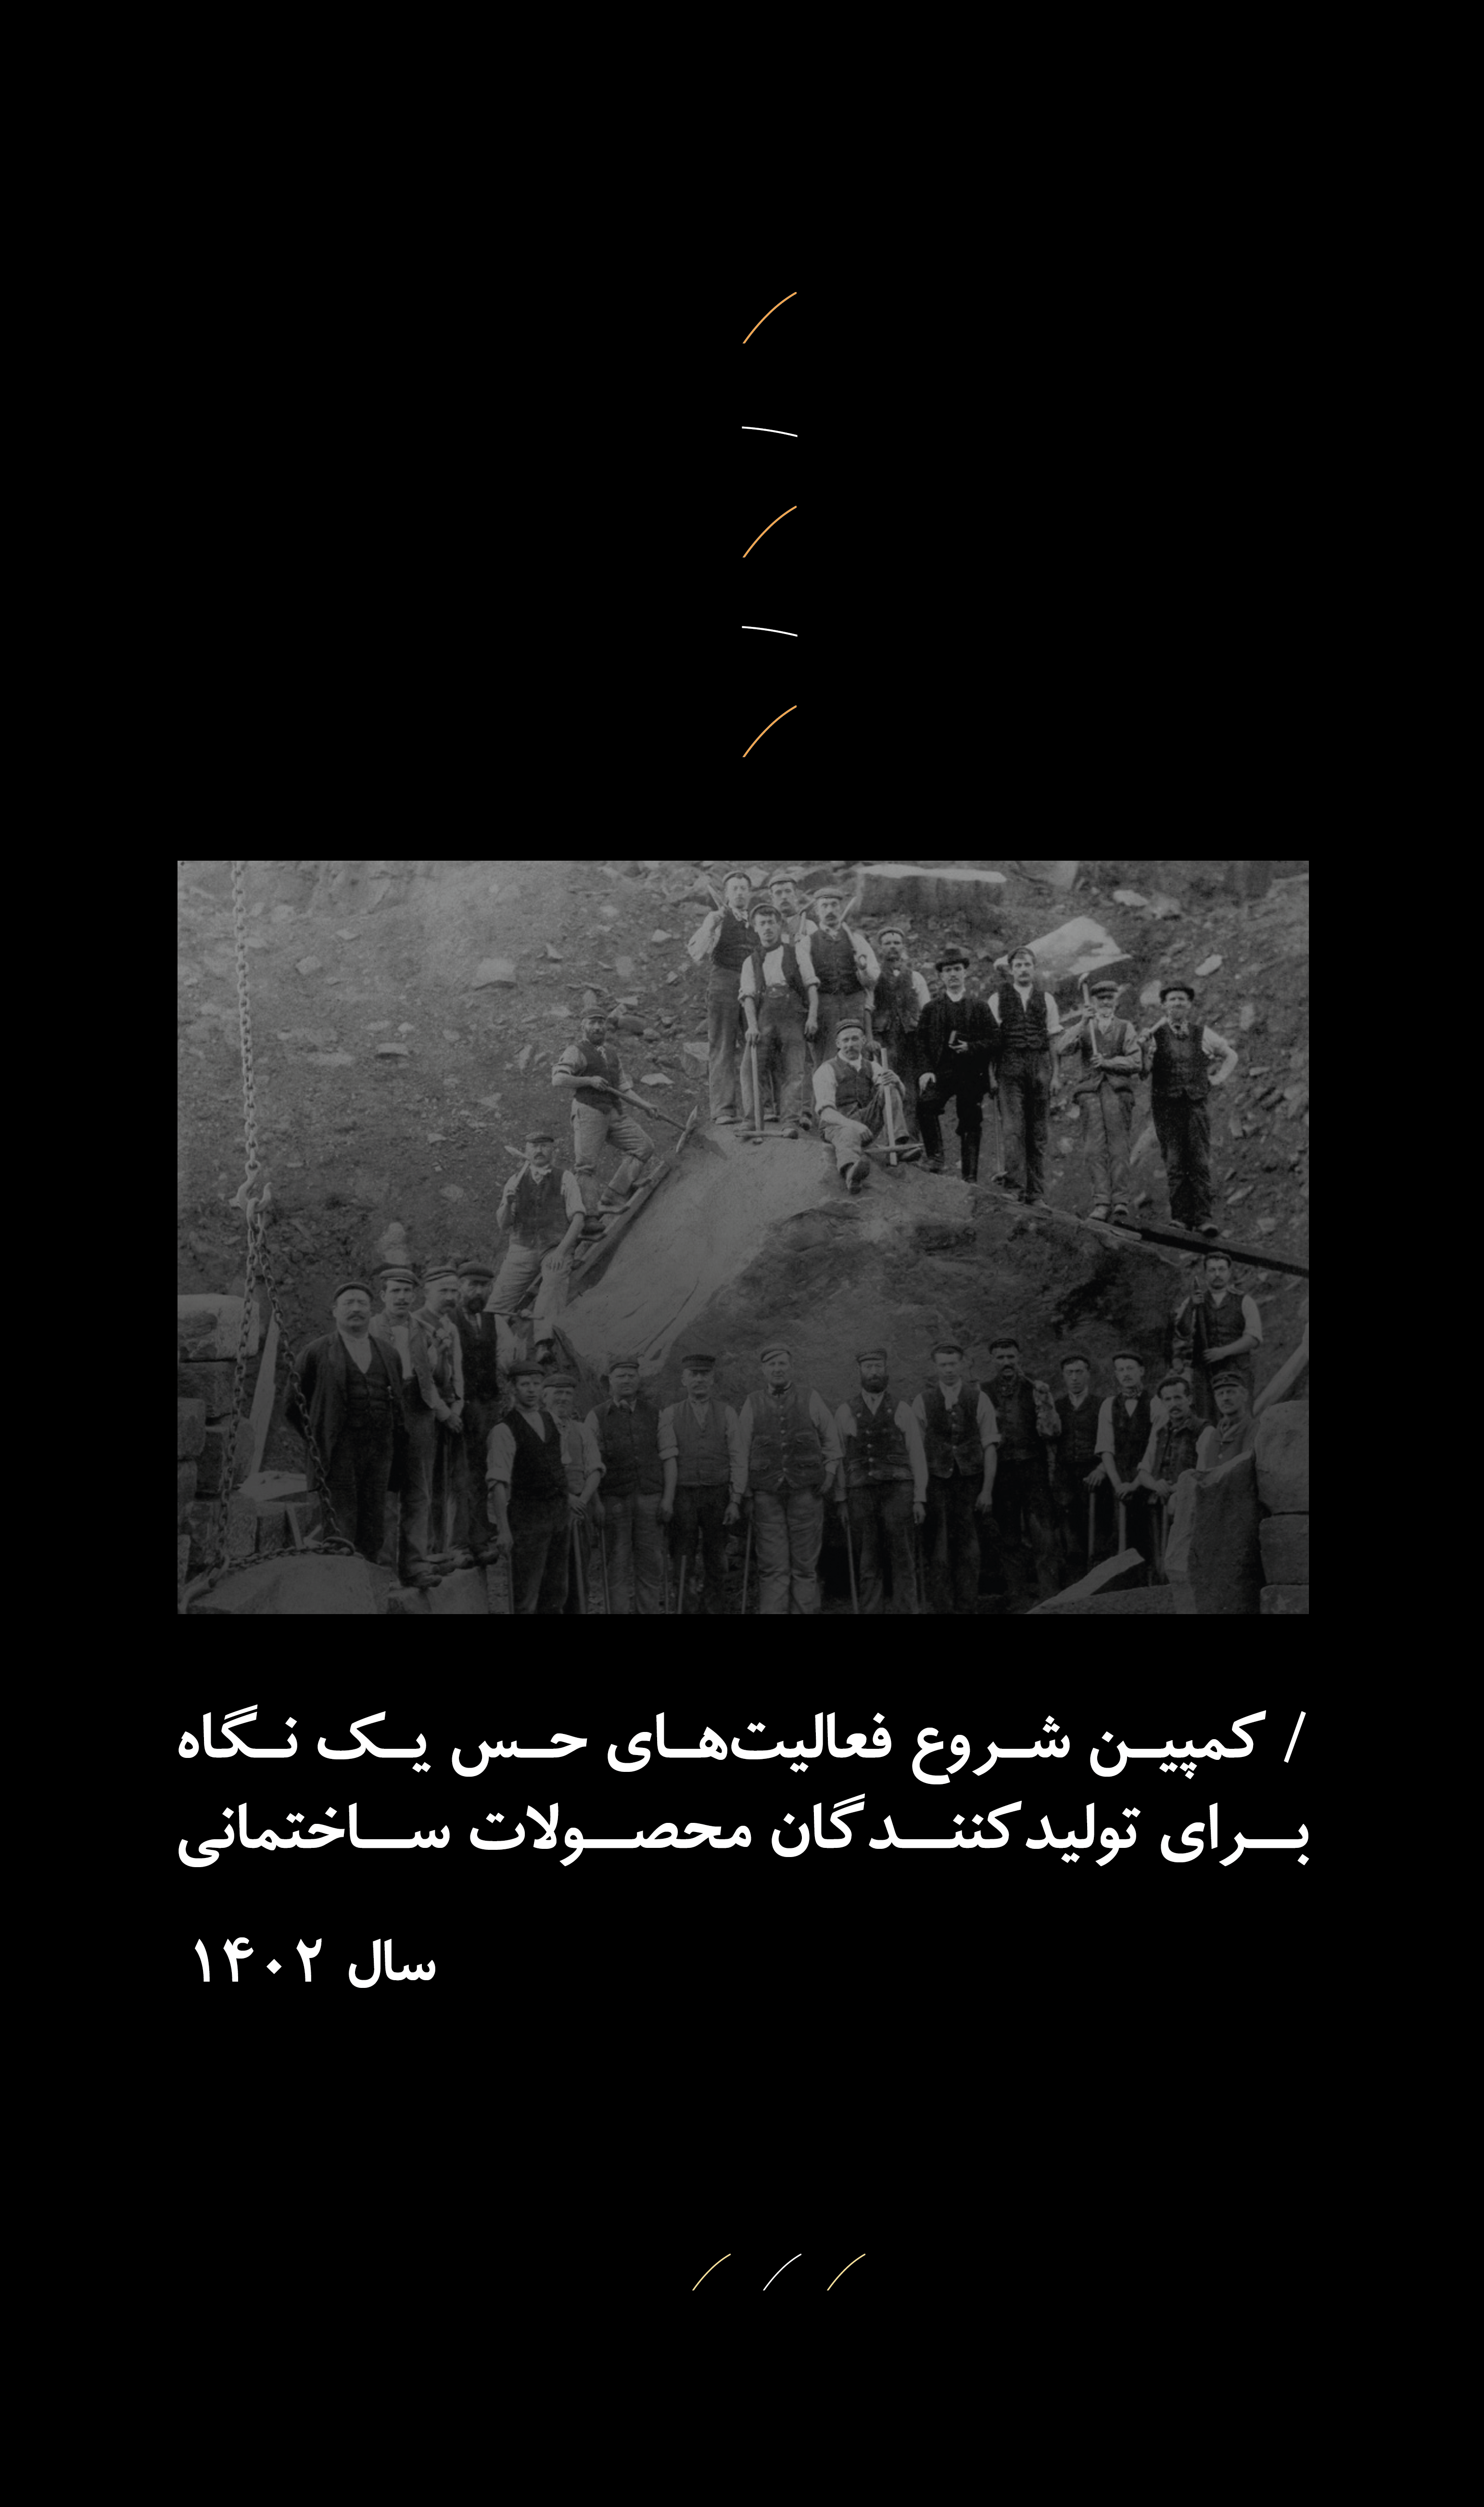 / کمپین شروع فعالیت‌های حس یک نگاه
برای تولیدکنندگان محصولات ساختمانی
سال ۱۴۰۲